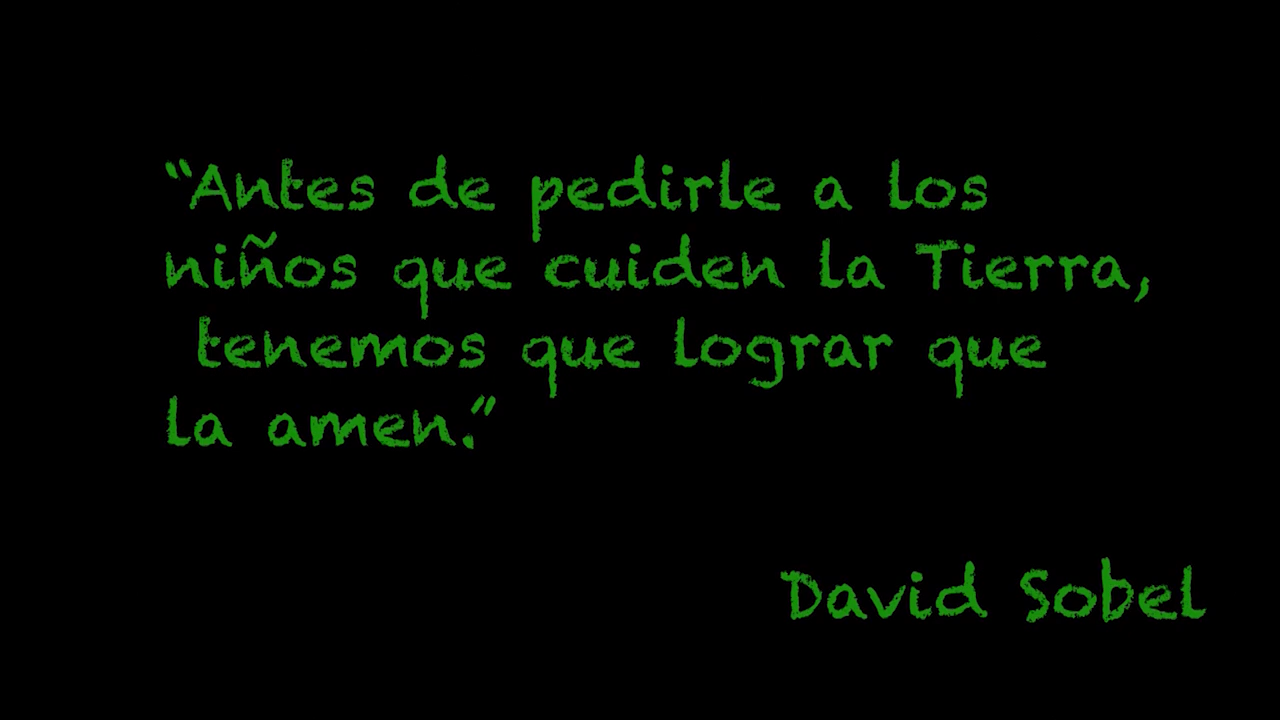 “Antes de pedirle a los
niños que cuiden la Tierra,
tenemos que lograr que
la amen.”
David Sobel